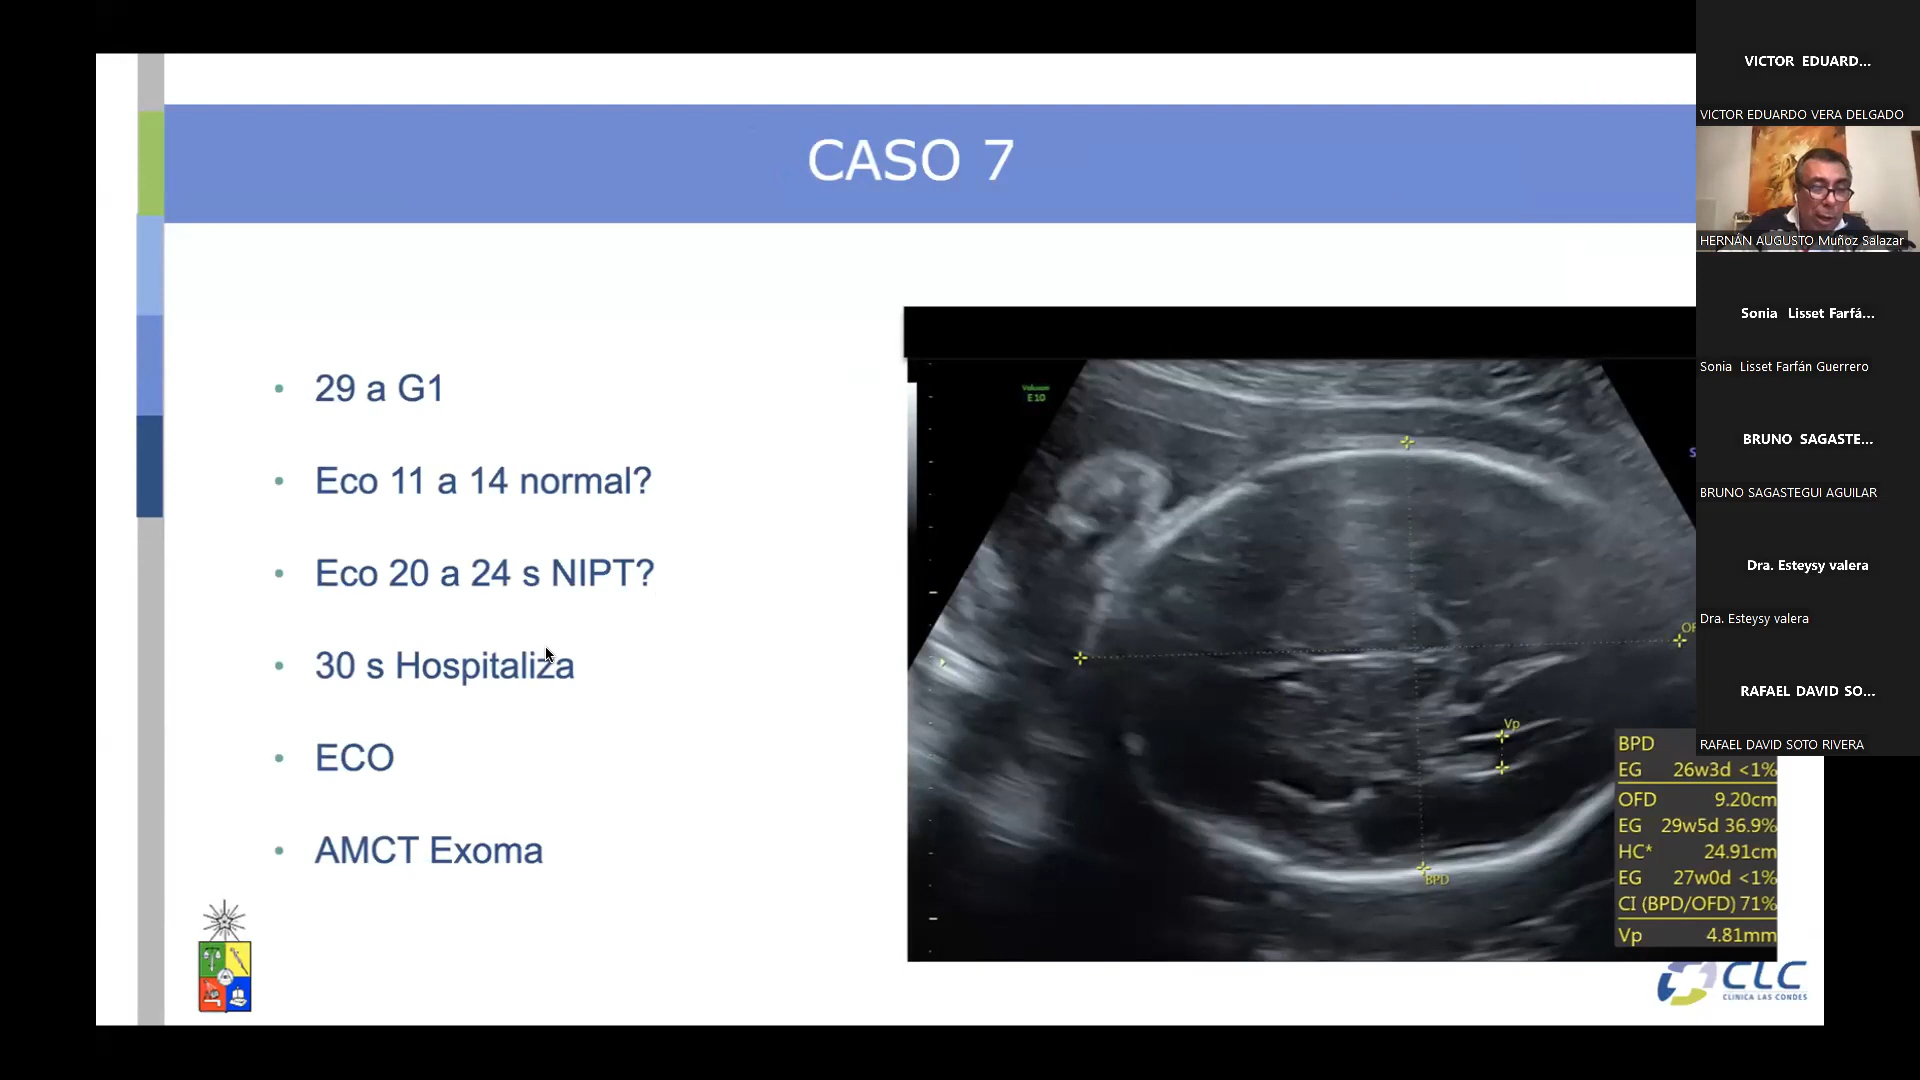 CASO 7
29 a G1
Eco 11 a 14 normal?
Eco 20 a 24 s NIPT?
30 s Hospitaliza
ECO
AMCT Exoma
Voluson
E10
Vp
BPD
BPD
EG 26w3d <1%
OFD 9.20cm
EG 29w5d 36.9%
HC* 24.91cm
EG 27w0d <1%
CI (BPD/OFD) 71%
Vp 4.81mm
CLC
CLINICA LAS CONDES
VICTOR EDUARD...
VICTOR EDUARDO VERA DELGADO
HERNÁN AUGUSTO Muñoz Salazar
Sonia Lisset Farfá...
Sonia Lisset Farfán Guerrero
BRUNO SAGASTE...
BRUNO SAGASTEGUI AGUILAR
Dra. Esteysy valera
Dra. Esteysy valera
RAFAEL DAVID SO...
RAFAEL DAVID SOTO RIVERA